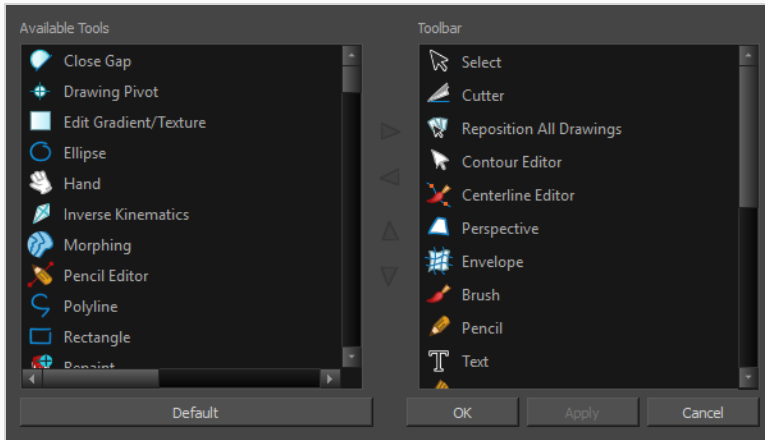 Available Tools
Close Gap
Drawing Pivot
Edit Gradient/Texture
Ellipse
Hand
Inverse Kinematics
Morphing
Pencil Editor
Polyline
Rectangle
Repaint
Default
Toolbar
Select
Cutter
Reposition All Drawings
Contour Editor
Centerline Editor
Perspective
Envelope
Brush
Pencil
Text
OK
Apply
Cancel